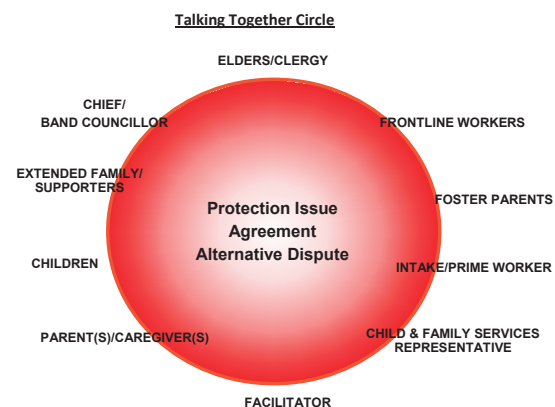 Talking Together Circle
ELDERS/CLERGY
CHIEF/
BAND COUNCILLOR
FRONTLINE WORKERS
EXTENDED FAMILY/
SUPPORTERS
FOSTER PARENTS
Protection Issue
Agreement
Alternative Dispute
CHILDREN
INTAKE/PRIME WORKER
PARENT(S)/CAREGIVER(S)
CHILD & FAMILY SERVICES
REPRESENTATIVE
FACILITATOR